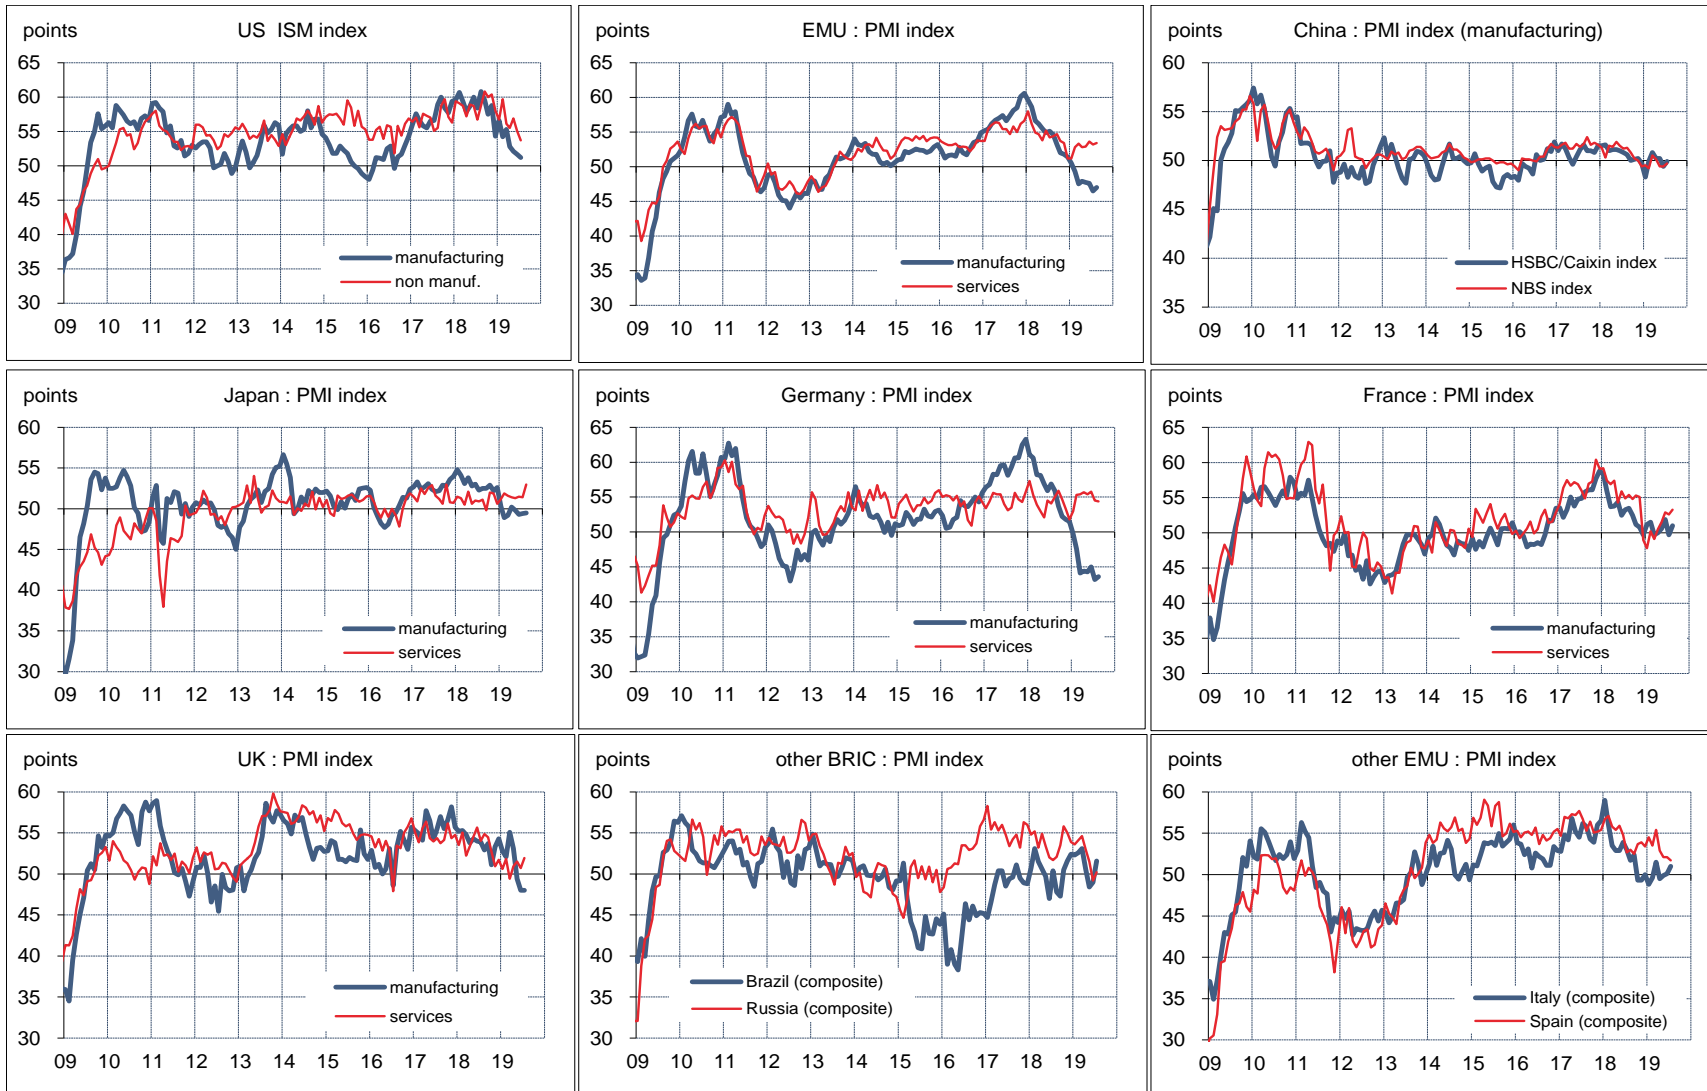 points US ISM index
65
60
55
50
45
40
35
30
manufacturing
non manuf.
09 10 11 12 13 14 15 16 17 18 19
points EMU : PMI index
65
60
55
50
45
40
35
30
manufacturing
services
09 10 11 12 13 14 15 16 17 18 19
points China : PMI index (manufacturing)
60
55
50
45
40
35
HSBC/Caixin index
NBS index
09 10 11 12 13 14 15 16 17 18 19
points Japan : PMI index
60
55
50
45
40
35
30
manufacturing
services
09 10 11 12 13 14 15 16 17 18 19
points Germany : PMI index
65
60
55
50
45
40
35
30
manufacturing
services
09 10 11 12 13 14 15 16 17 18 19
points France : PMI index
65
60
55
50
45
40
35
30
manufacturing
services
09 10 11 12 13 14 15 16 17 18 19
points UK : PMI index
60
55
50
45
40
35
30
manufacturing
services
09 10 11 12 13 14 15 16 17 18 19
points other BRIC : PMI index
60
55
50
45
40
35
30
Brazil (composite)
Russia (composite)
09 10 11 12 13 14 15 16 17 18 19
points other EMU : PMI index
60
55
50
45
40
35
30
Italy (composite)
Spain (composite)
09 10 11 12 13 14 15 16 17 18 19